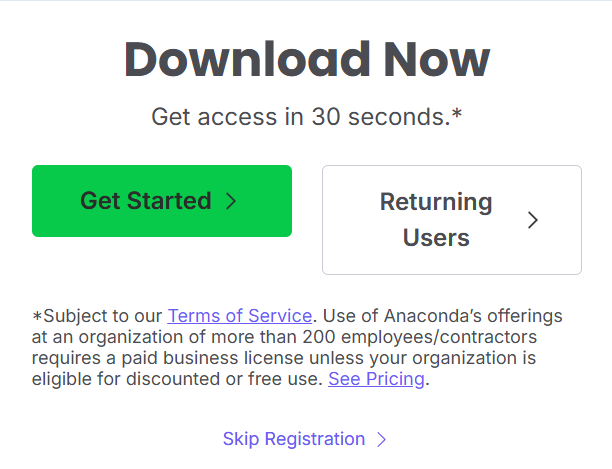 Download Now
Get access in 30 seconds.*
Get Started
Returning
Users
*Subject to our Terms of Service. Use of Anaconda’s offerings
at an organization of more than 200 employees/contractors
requires a paid business license unless your organization is
eligible for discounted or free use. See Pricing.
Skip Registration